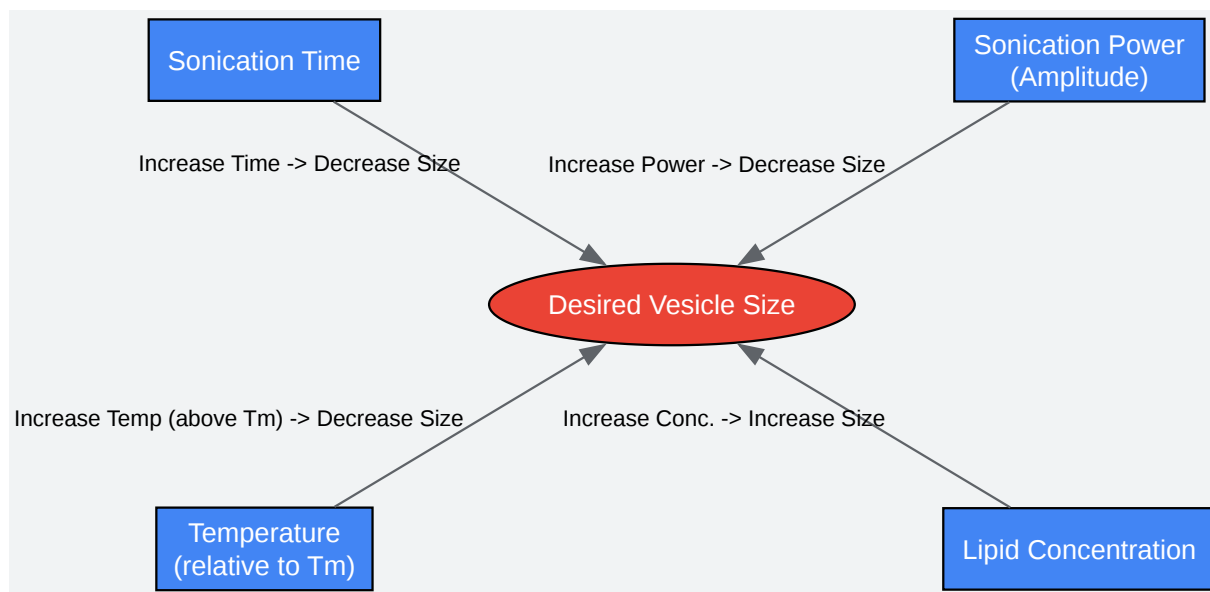 Sonication Time
Sonication Power
(Amplitude)
Increase Time -> Decrease Size
Increase Power -> Decrease Size
Desired Vesicle Size
Increase Temp (above Tm) -> Decrease Size
Increase Conc. -> Increase Size
Temperature
(relative to Tm)
Lipid Concentration